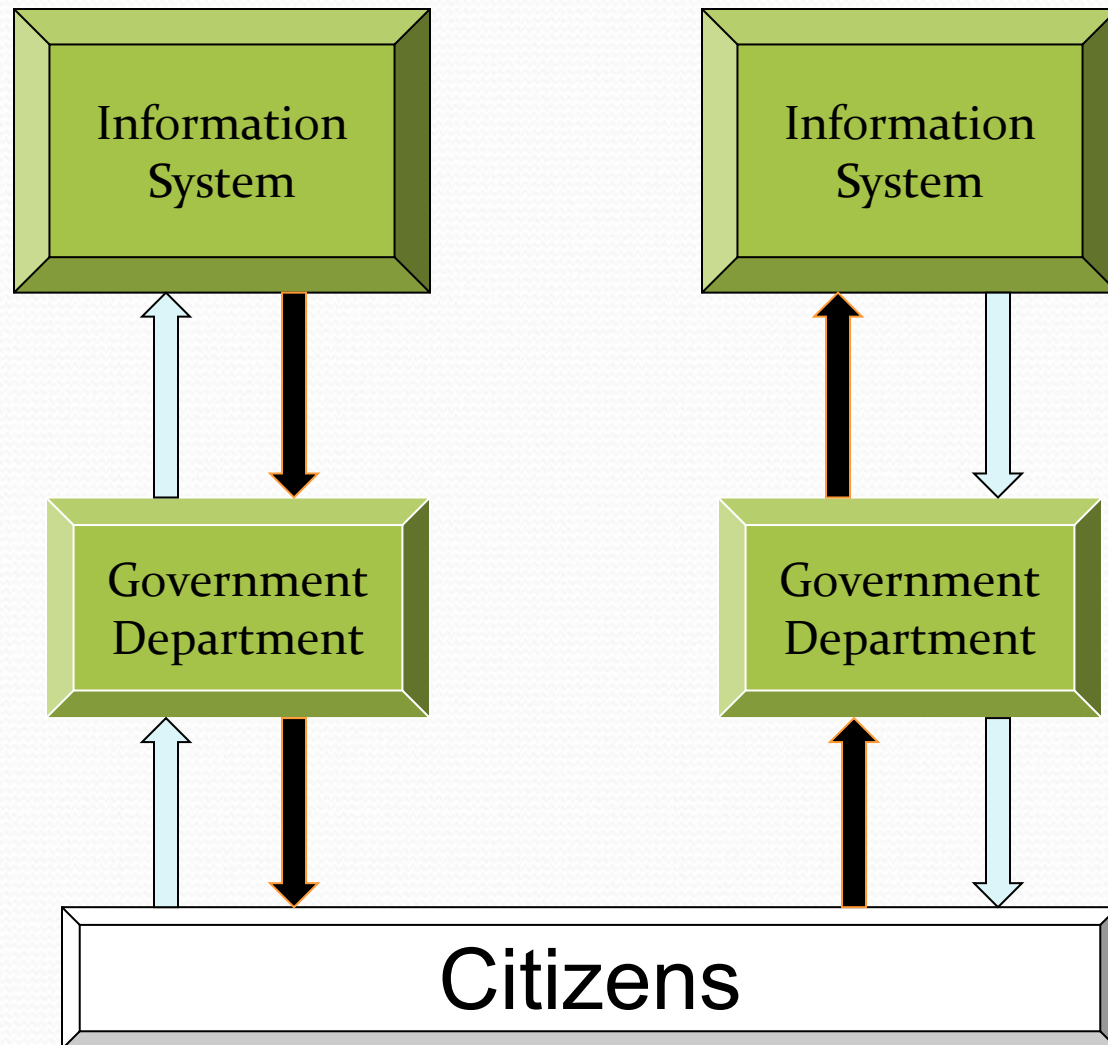 Information
System
Information
System
Government
Department
Government
Department
Citizens